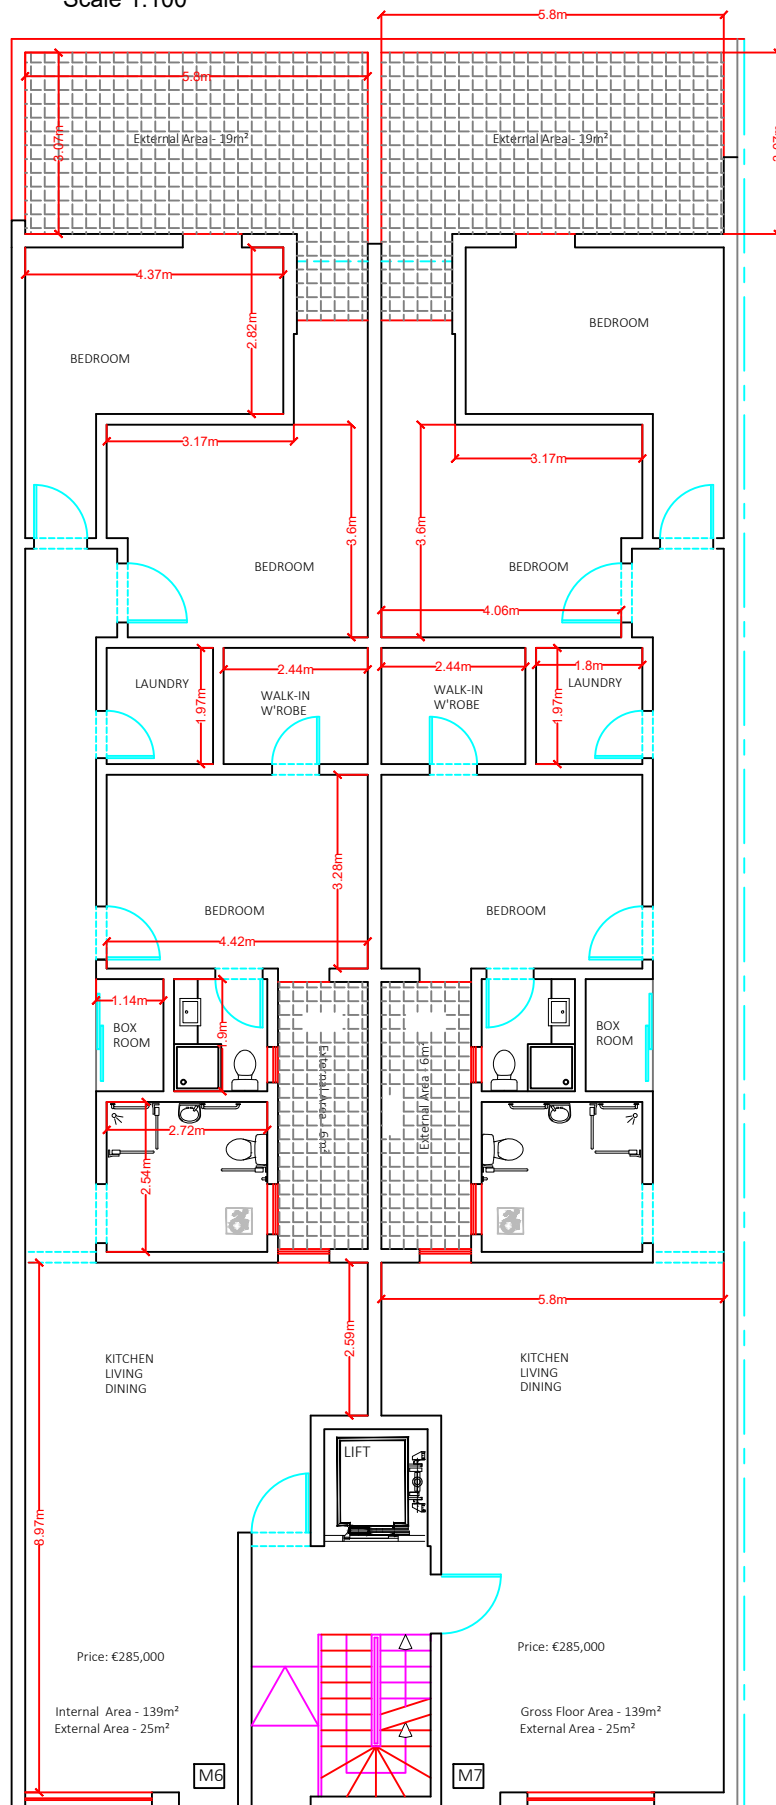 Scale 1:100
5.8m
5.8m
3.07m
External Area - 19m²
External Area - 19m²
3.07m
4.37m
2.82m
BEDROOM
BEDROOM
3.17m
3.17m
3.6m
3.6m
BEDROOM
BEDROOM
4.06m
2.44m
2.44m
1.8m
LAUNDRY
1.97m
WALK-IN
W'ROBE
WALK-IN
W'ROBE
1.97m
LAUNDRY
3.28m
BEDROOM
BEDROOM
4.42m
1.14m
BOX
ROOM
1.9m
External Area - 6m²
External Area - 6m²
BOX
ROOM
2.72m
2.54m
5.8m
2.59m
KITCHEN
LIVING
DINING
KITCHEN
LIVING
DINING
LIFT
8.97m
Price: €285,000
Price: €285,000
Internal Area - 139m²
External Area - 25m²
Gross Floor Area - 139m²
External Area - 25m²
M6
M7